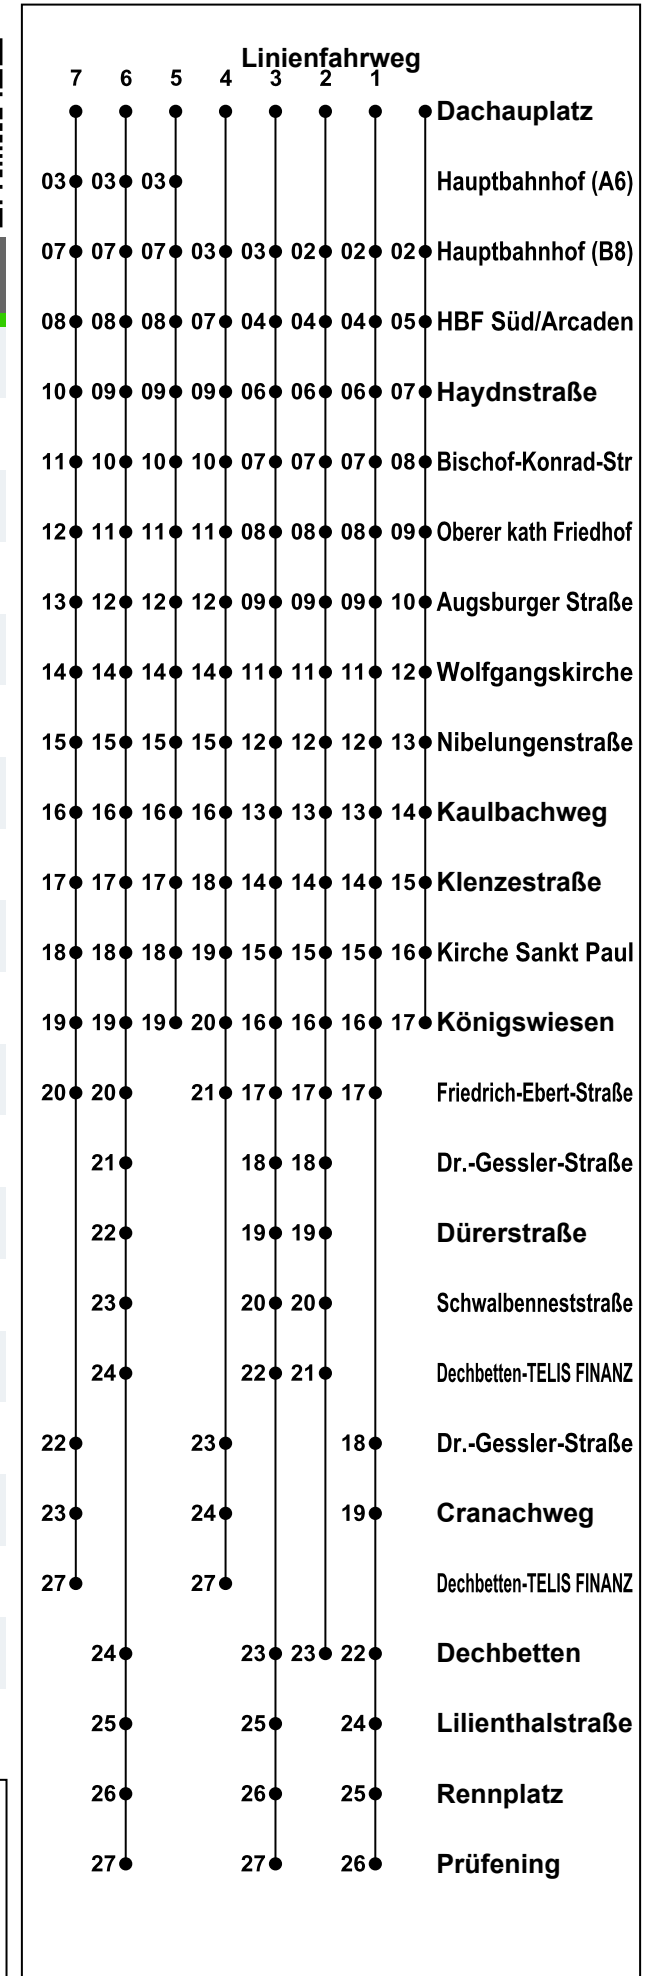 Linienfahrweg
7 6 5 4 3 2 1
Dachauplatz
03 03 03 Hauptbahnhof (A6)
07 07 07 03 03 02 02 02 Hauptbahnhof (B8)
08 08 08 07 04 04 04 05 HBF Süd/Arcaden
10 09 09 09 06 06 06 07 Haydnstraße
11 10 10 10 07 07 07 08 Bischof-Konrad-Str
12 11 11 11 08 08 08 09 Oberer kath Friedhof
13 12 12 12 09 09 09 10 Augsburger Straße
14 14 14 14 11 11 11 12 Wolfgangskirche
15 15 15 15 12 12 12 13 Nibelungenstraße
16 16 16 16 13 13 13 14 Kaulbachweg
17 17 17 18 14 14 14 15 Klenzestraße
18 18 18 19 15 15 15 16 Kirche Sankt Paul
19 19 19 20 16 16 16 17 Königswiesen
20 20 21 17 17 17 Friedrich-Ebert-Straße
21 18 18 Dr.-Gessler-Straße
22 19 19 Dürerstraße
23 20 20 Schwalbenneststraße
24 22 21 Dechbetten-TELIS FINANZ
22 23 18 Dr.-Gessler-Straße
23 24 19 Cranachweg
27 27 Dechbetten-TELIS FINANZ
24 23 23 22 Dechbetten
25 25 24 Lilienthalstraße
26 26 25 Rennplatz
27 27 26 Prüfening